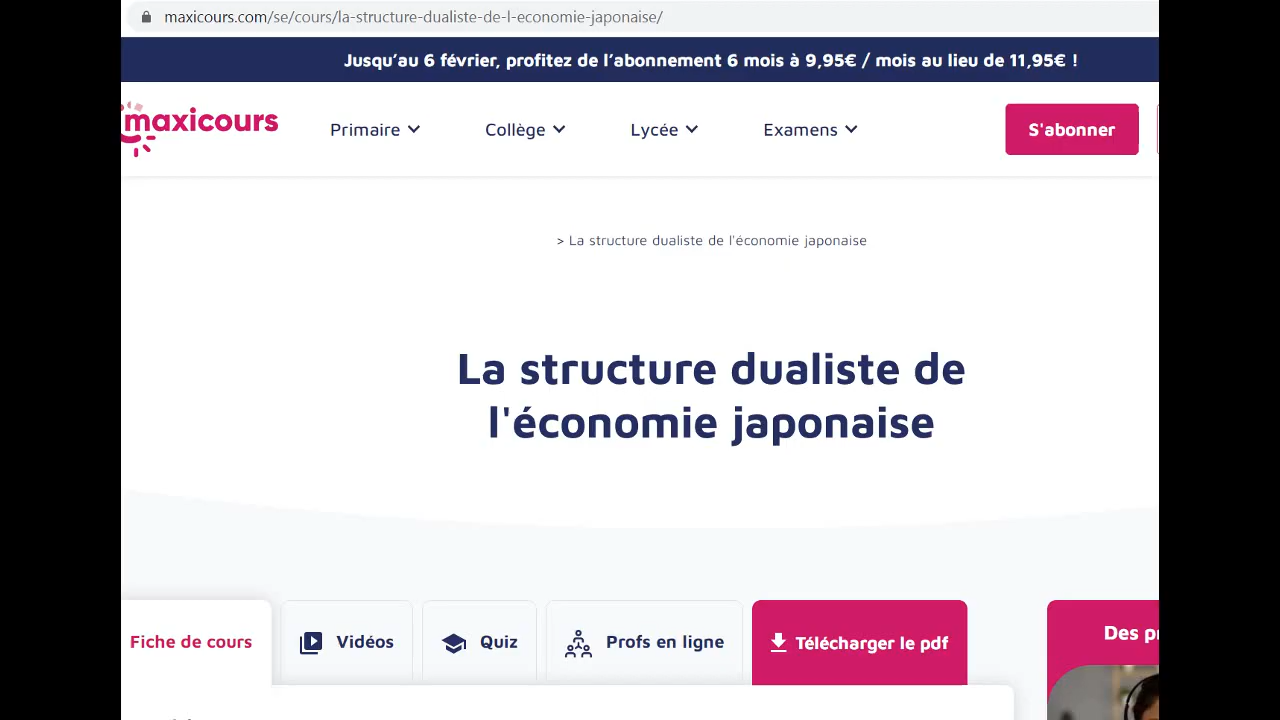 maxicours.com/se/cours/la-structure-dualiste-de-l-economie-japonaise/
Jusqu'au 6 février, profitez de l'abonnement 6 mois à 9,95€ / mois au lieu de 11,95€ !
maxicours
Primaire
Collège
Lycée
Examens
S'abonner
> La structure dualiste de l'économie japonaise
La structure dualiste de
l'économie japonaise
Fiche de cours
Vidéos
Quiz
Profs en ligne
Télécharger le pdf
Des